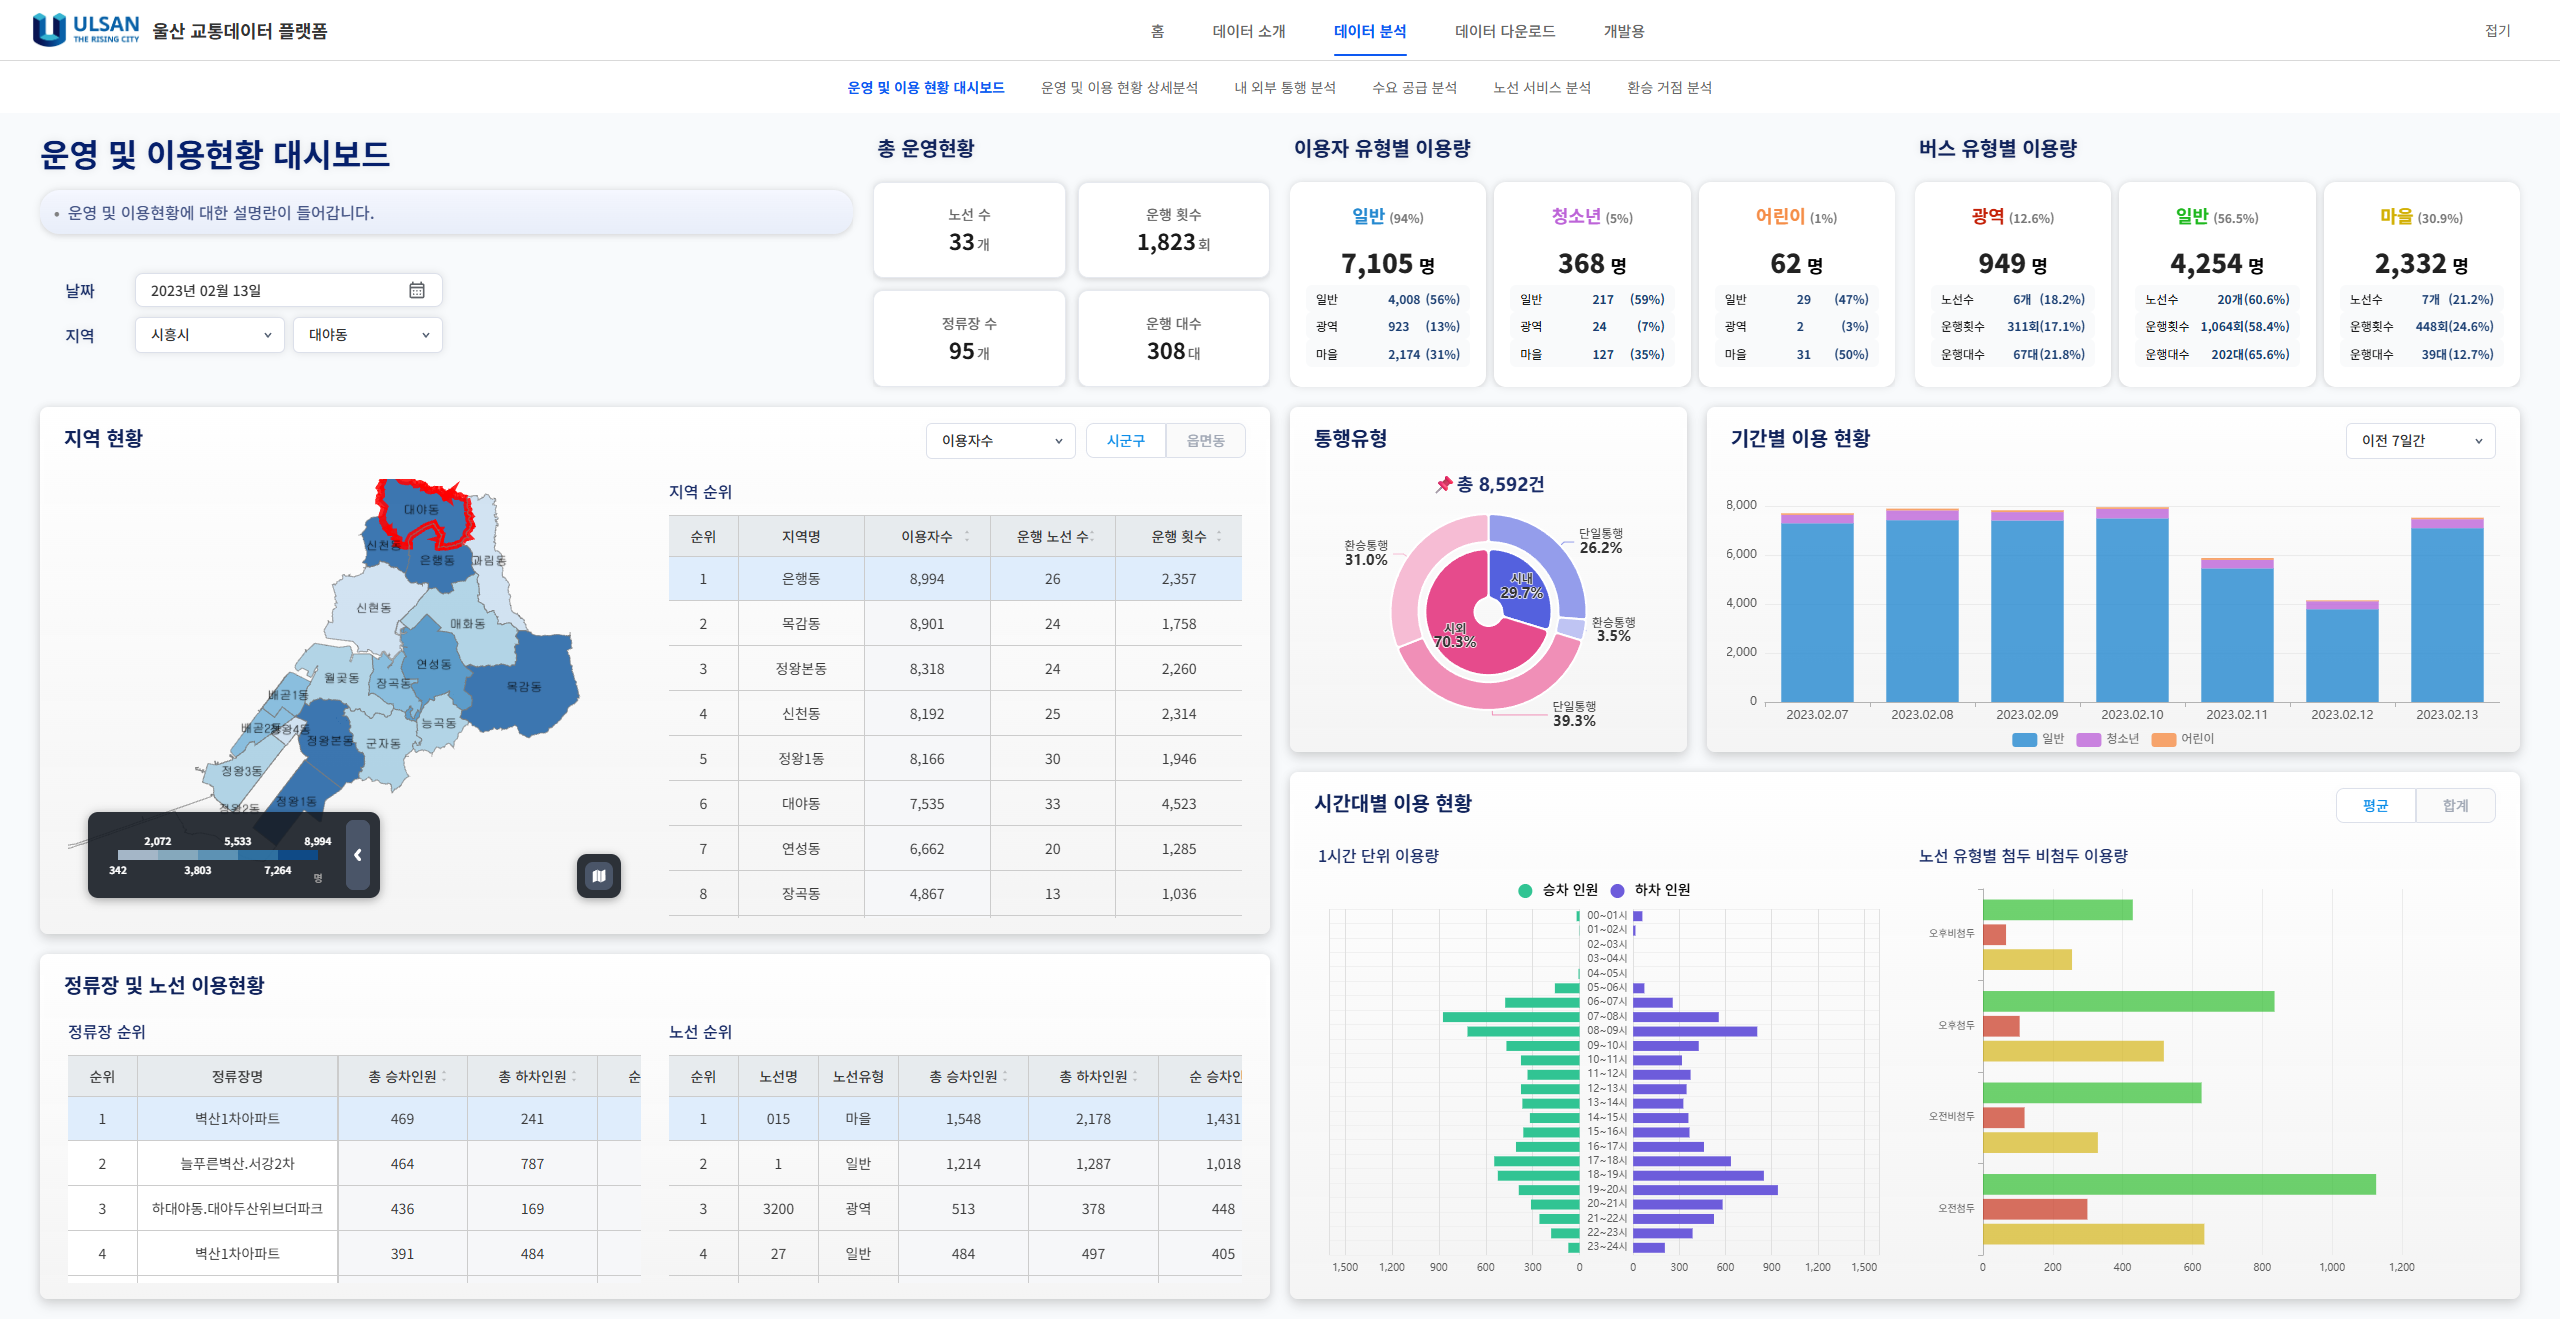 ULSAN
THE RISING CITY
울산 교통데이터 플랫폼
홈
데이터 소개
데이터 분석
데이터 다운로드
개발용
접기
운영 및 이용 현황 대시보드
운영 및 이용 현황 상세분석
내 외부 통행 분석
수요 공급 분석
노선 서비스 분석
환승 거점 분석
운영 및 이용현황 대시보드
• 운영 및 이용현황에 대한 설명란이 들어갑니다.
날짜
2023년 02월 13일
지역
시흥시
대야동
총 운영현황
노선 수
33개
운행 횟수
1,823회
정류장 수
95개
운행 대수
308대
이용자 유형별 이용량
일반 (94%)
7,105 명
일반 4,008 (56%)
광역 923 (13%)
마을 2,174 (31%)
청소년 (5%)
368 명
일반 217 (59%)
광역 24 (7%)
마을 127 (35%)
어린이 (1%)
62 명
일반 29 (47%)
광역 2 (3%)
마을 31 (50%)
버스 유형별 이용량
광역 (12.6%)
949 명
노선수 6개 (18.2%)
운행횟수 311회(17.1%)
운행대수 67대(21.8%)
일반 (56.5%)
4,254 명
노선수 20개(60.6%)
운행횟수 1,064회(58.4%)
운행대수 202대(65.6%)
마을 (30.9%)
2,332 명
노선수 7개 (21.2%)
운행횟수 448회(24.6%)
운행대수 39대(12.7%)
지역 현황
이용자수
시군구
읍면동
대야동
신천동
은행동
과림동
신현동
매화동
연성동
목감동
월곶동
장곡동
배곧1동
배곧2동
정왕4동
능곡동
정왕본동
군자동
정왕3동
정왕2동
정왕1동
2,072 5,533 8,994
342 3,803 7,264 명
지역 순위
순위 지역명 이용자수 운행 노선 수 운행 횟수
1 은행동 8,994 26 2,357
2 목감동 8,901 24 1,758
3 정왕본동 8,318 24 2,260
4 신천동 8,192 25 2,314
5 정왕1동 8,166 30 1,946
6 대야동 7,535 33 4,523
7 연성동 6,662 20 1,285
8 장곡동 4,867 13 1,036
통행유형
총 8,592건
단일통행
26.2%
환승통행
31.0%
시내
29.7%
환승통행
3.5%
시외
70.3%
단일통행
39.3%
기간별 이용 현황
이전 7일간
8,000
6,000
4,000
2,000
0
2023.02.07 2023.02.08 2023.02.09 2023.02.10 2023.02.11 2023.02.12 2023.02.13
일반 청소년 어린이
정류장 및 노선 이용현황
정류장 순위
순위 정류장명 총 승차인원 총 하차인원 순
1 벽산1차아파트 469 241
2 늘푸른벽산.서강2차 464 787
3 하대야동.대야두산위브더파크 436 169
4 벽산1차아파트 391 484
노선 순위
순위 노선명 노선유형 총 승차인원 총 하차인원 순 승차인
1 015 마을 1,548 2,178 1,431
2 1 일반 1,214 1,287 1,018
3 3200 광역 513 378 448
4 27 일반 484 497 405
시간대별 이용 현황
평균
합계
1시간 단위 이용량
승차 인원 하차 인원
00~01시
01~02시
02~03시
03~04시
04~05시
05~06시
06~07시
07~08시
08~09시
09~10시
10~11시
11~12시
12~13시
13~14시
14~15시
15~16시
16~17시
17~18시
18~19시
19~20시
20~21시
21~22시
22~23시
23~24시
1,500 1,200 900 600 300 0 0 300 600 900 1,200 1,500
노선 유형별 첨두 비첨두 이용량
오후비첨두
오후첨두
오전비첨두
오전첨두
0 200 400 600 800 1,000 1,200